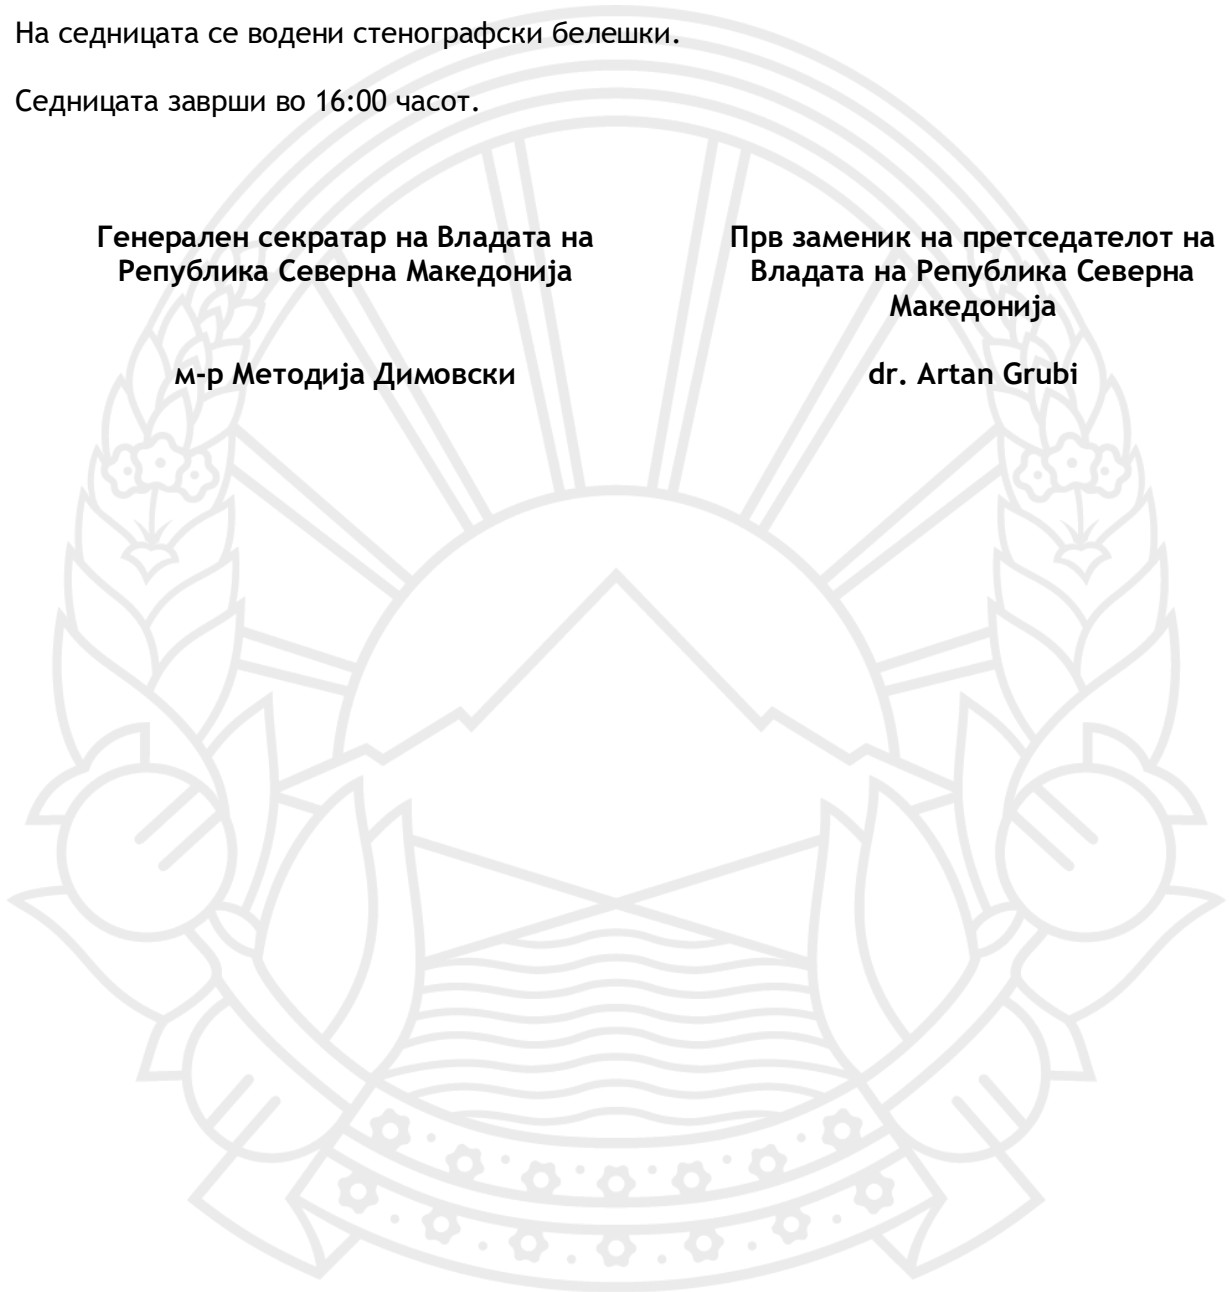 На седницата се водени стенографски белешки.
Седницата заврши во 16:00 часот.
Генерален секратар на Владата на
Република Северна Македонија
м-р Методија Димовски
Прв заменик на претседателот на
Владата на Република Северна
Македонија
dr. Artan Grubi